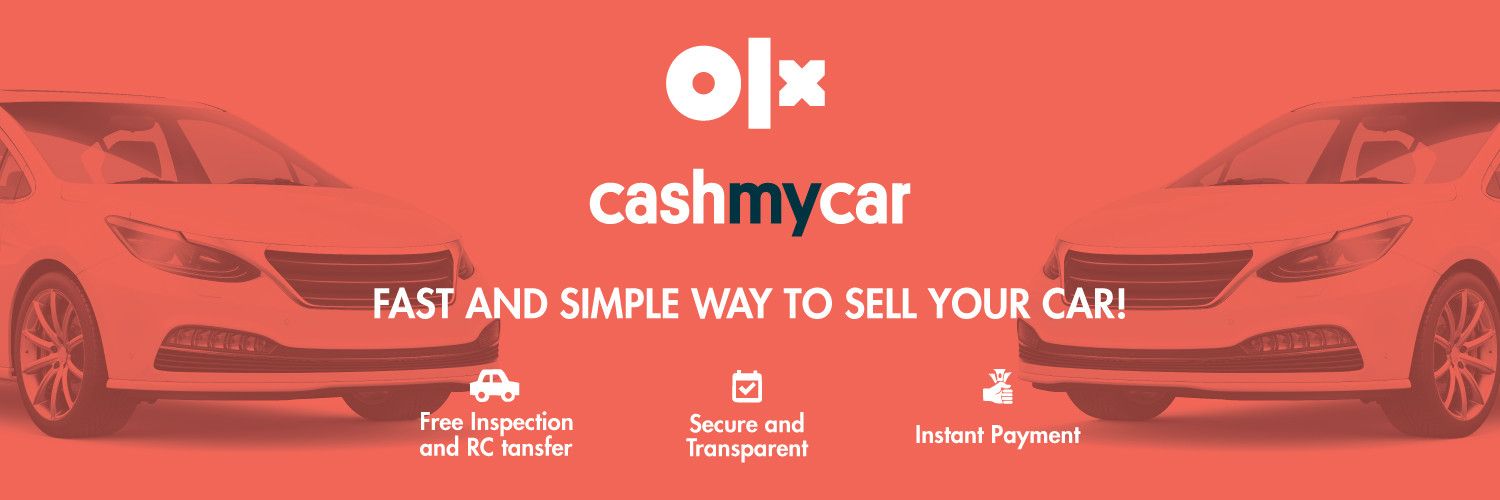 olx
cashmycar
FAST AND SIMPLE WAY TO SELL YOUR CAR!
Free Inspection
and RC tansfer
Secure and
Transparent
Instant Payment